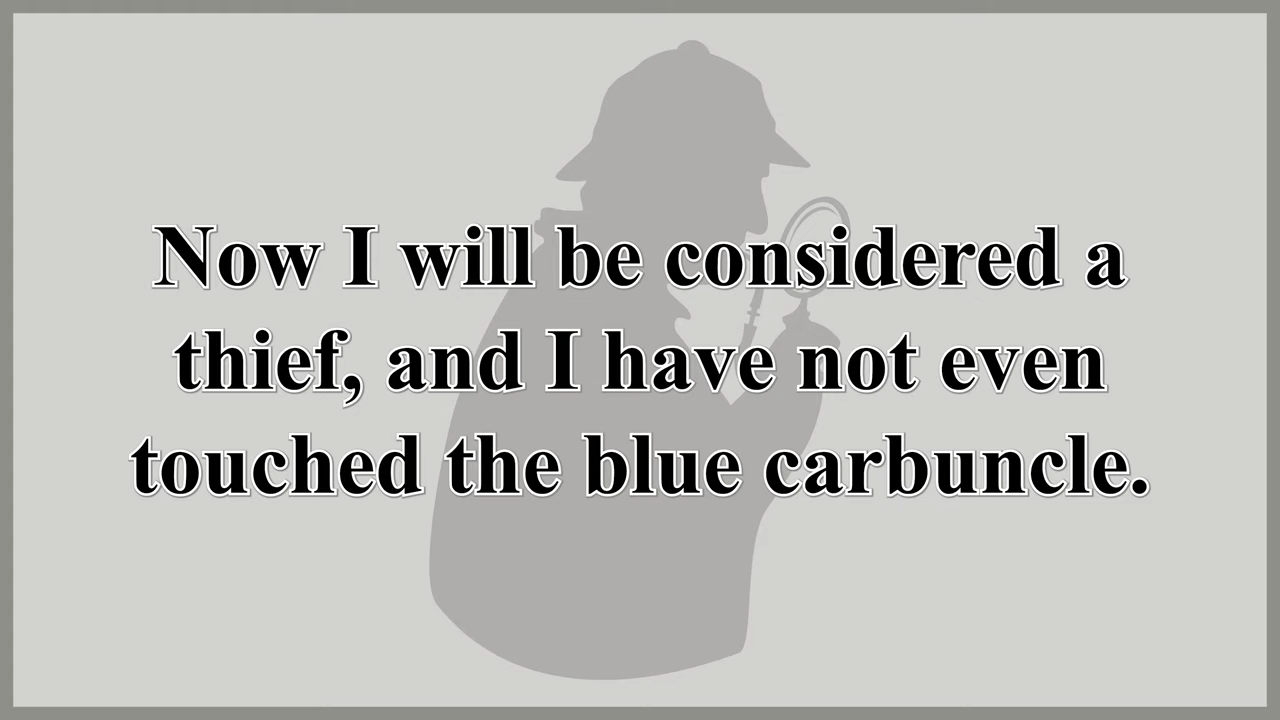 Now I will be considered a
thief, and I have not even
touched the blue carbuncle.